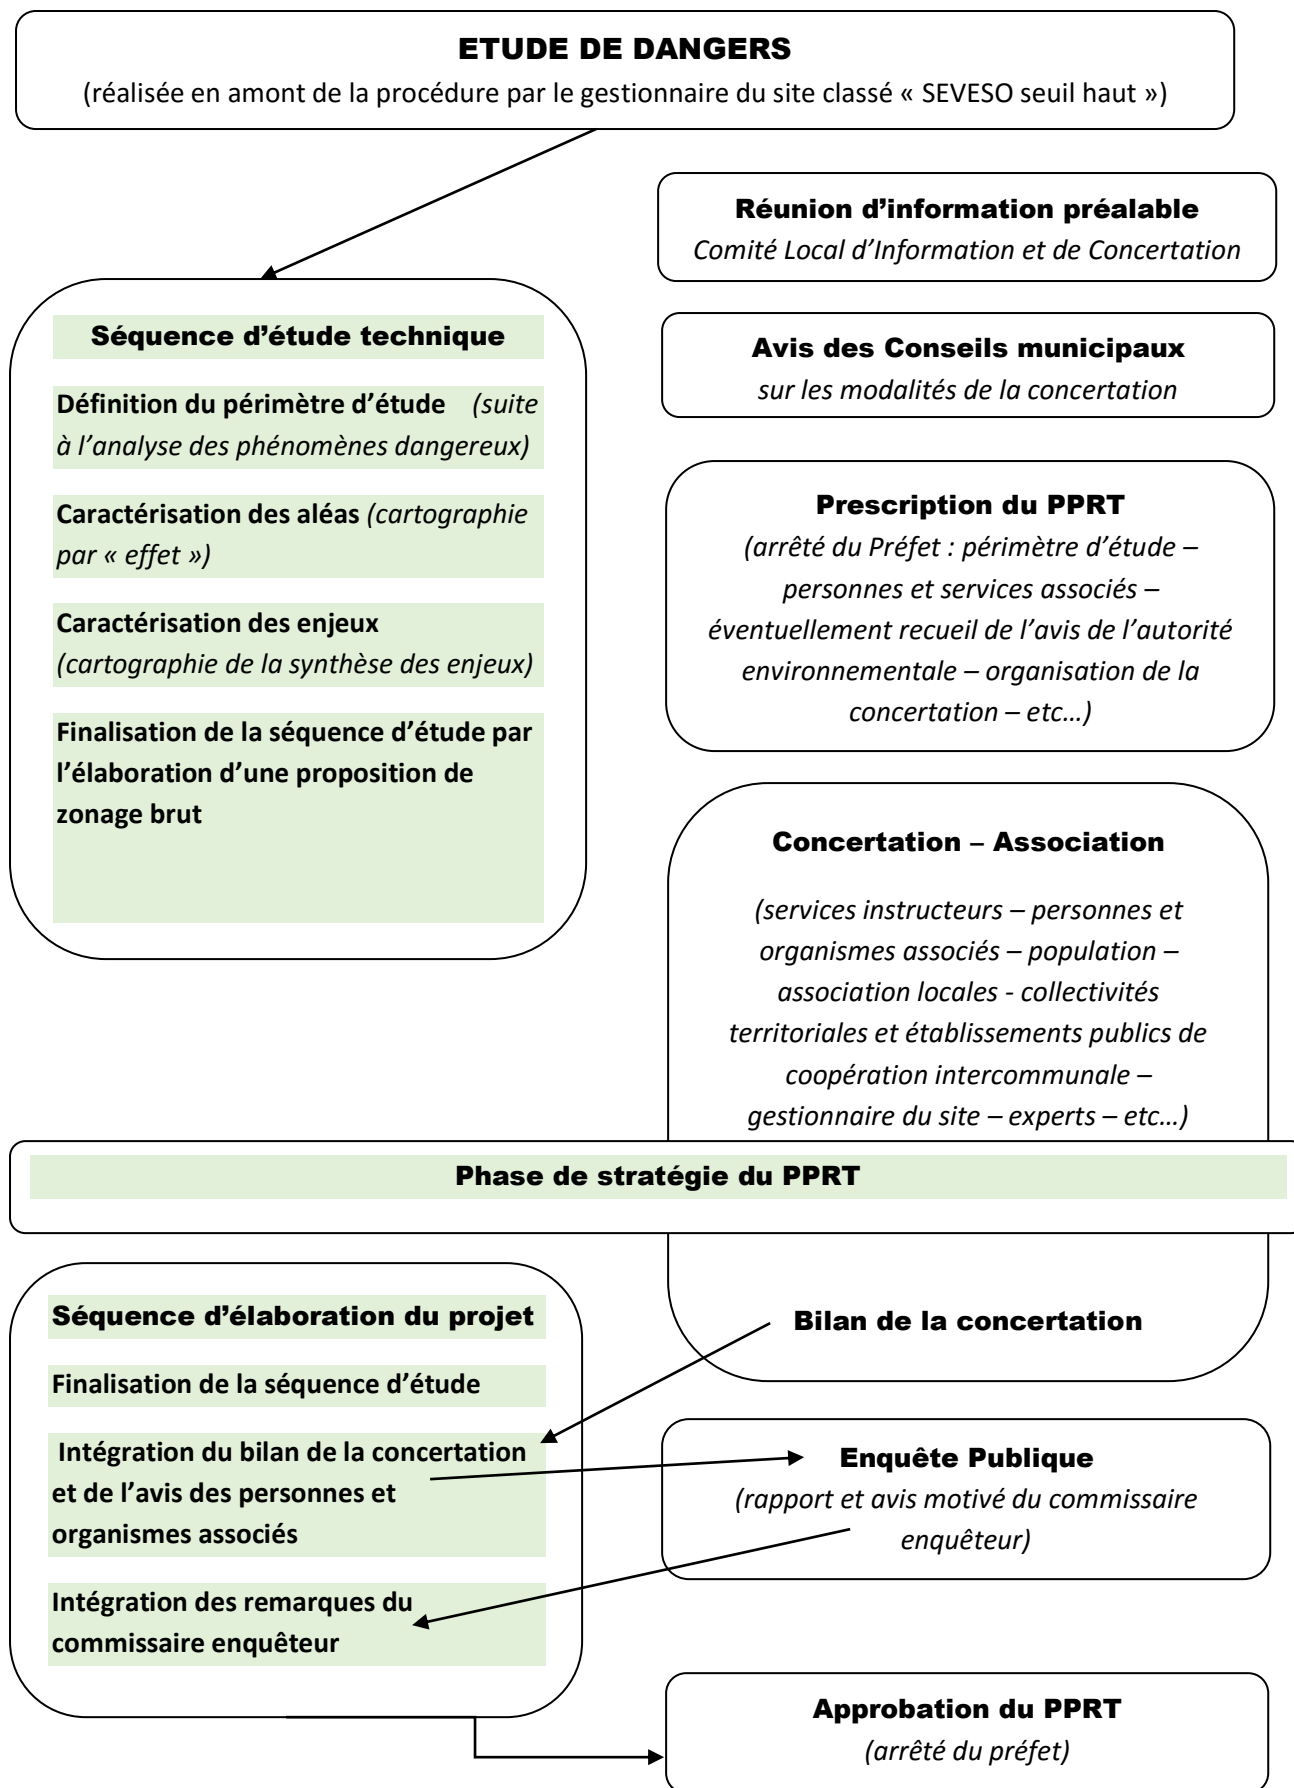 ETUDE DE DANGERS
(réalisée en amont de la procédure par le gestionnaire du site classé « SEVESO seuil haut »)
Réunion d’information préalable
Comité Local d’Information et de Concertation
Avis des Conseils municipaux
sur les modalités de la concertation
Prescription du PPRT
(arrêté du Préfet : périmètre d’étude –
personnes et services associés –
éventuellement recueil de l’avis de l’autorité
environnementale – organisation de la
concertation – etc…)
Séquence d’étude technique
Définition du périmètre d’étude (suite
à l’analyse des phénomènes dangereux)
Caractérisation des aléas (cartographie
par « effet »)
Caractérisation des enjeux
(cartographie de la synthèse des enjeux)
Finalisation de la séquence d’étude par
l’élaboration d’une proposition de
zonage brut
Concertation – Association
(services instructeurs – personnes et
organismes associés – population –
association locales - collectivités
territoriales et établissements publics de
coopération intercommunale –
gestionnaire du site – experts – etc…)
Phase de stratégie du PPRT
Séquence d’élaboration du projet
Finalisation de la séquence d’étude
Intégration du bilan de la concertation
et de l’avis des personnes et
organismes associés
Intégration des remarques du
commissaire enquêteur
Bilan de la concertation
Enquête Publique
(rapport et avis motivé du commissaire
enquêteur)
Approbation du PPRT
(arrêté du préfet)